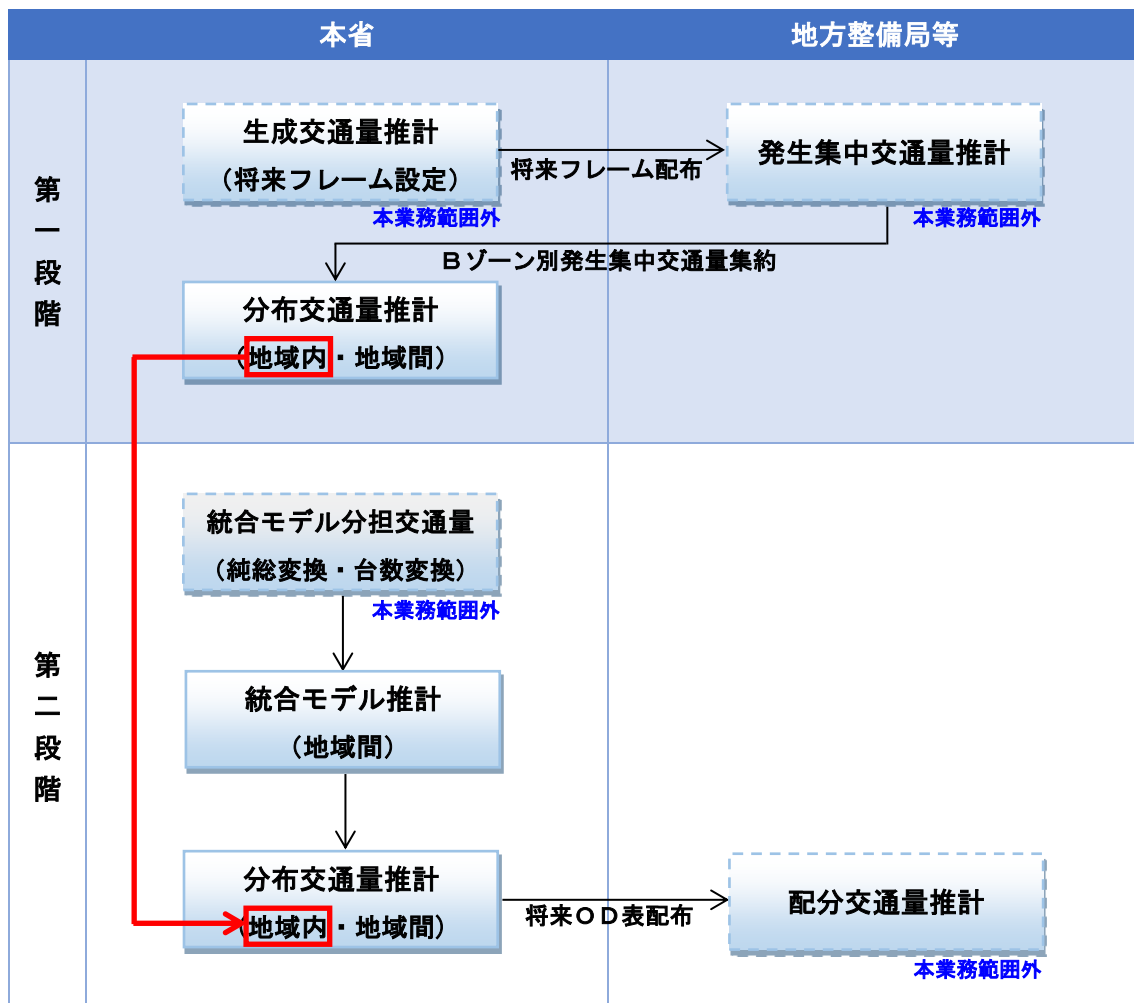 本省
地方整備局等
第一段階
生成交通量推計
（将来フレーム設定）
本業務範囲外
将来フレーム配布
発生集中交通量推計
本業務範囲外
Ｂゾーン別発生集中交通量集約
分布交通量推計
（地域内・地域間）
第二段階
統合モデル分担交通量
（純総変換・台数変換）
本業務範囲外
統合モデル推計
（地域間）
分布交通量推計
（地域内・地域間）
将来ＯＤ表配布
配分交通量推計
本業務範囲外